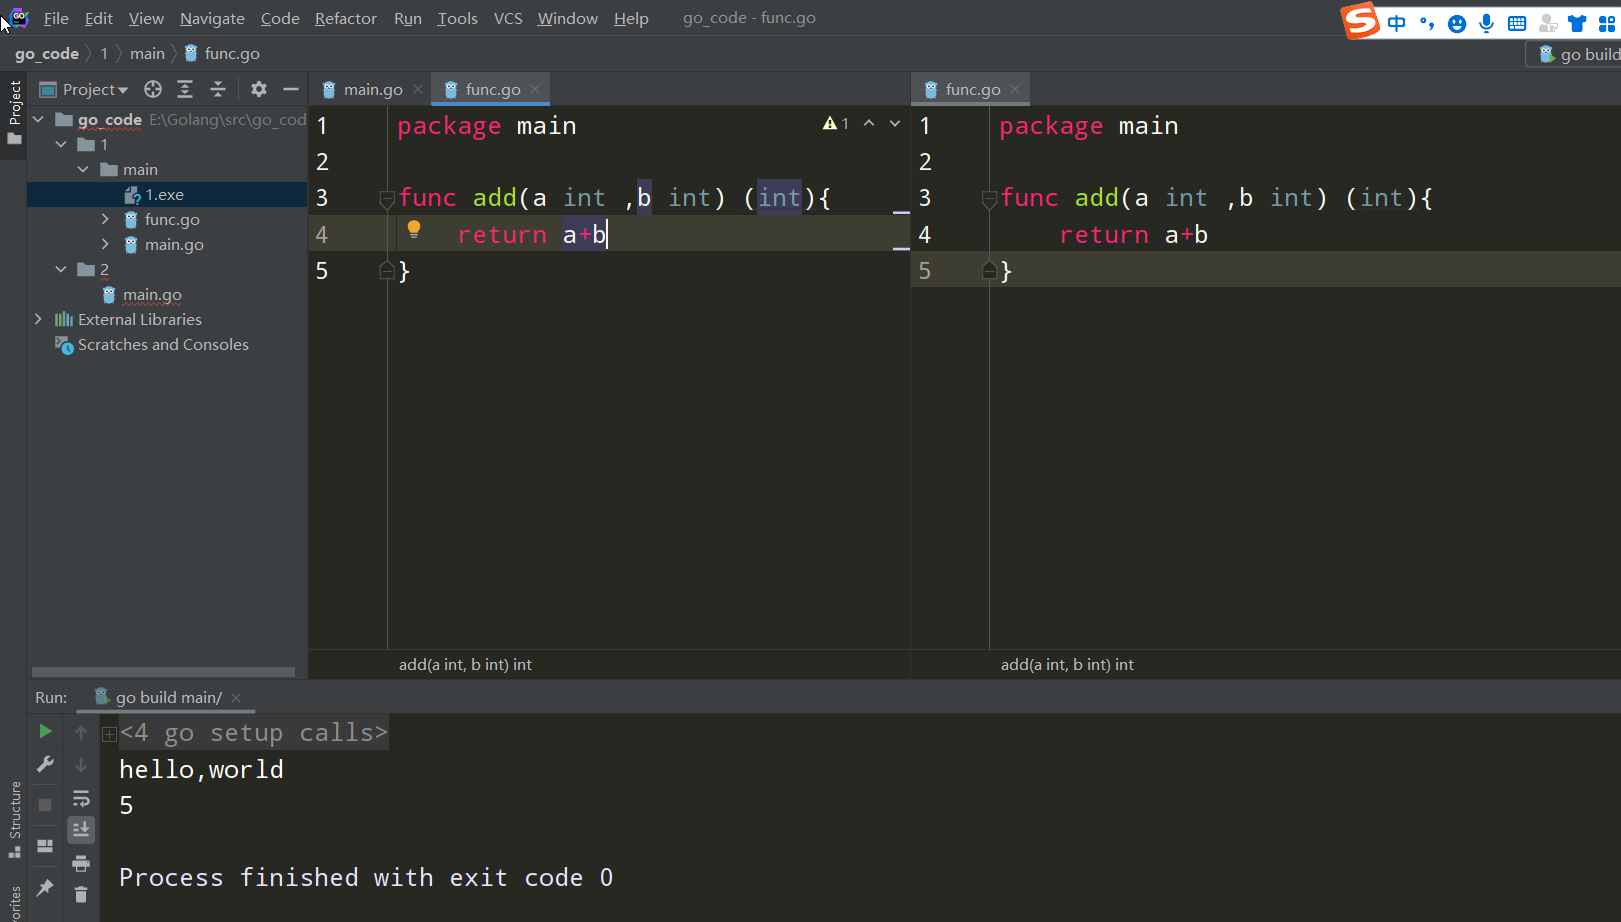 File Edit View Navigate Code Refactor Run Tools VCS Window Help go_code - func.go
中
go_code 1 main func.go
go build
Project
Project
main.go func.go
func.go
go_code E:\Golang\src\go_cod
1
main
1.exe
func.go
main.go
2
main.go
External Libraries
Scratches and Consoles
1 package main
2
3 func add(a int ,b int) (int){
4 return a+b
5 }
1
add(a int, b int) int
1 package main
2
3 func add(a int ,b int) (int){
4 return a+b
5 }
add(a int, b int) int
Run: go build main/
<4 go setup calls>
hello,world
5
Process finished with exit code 0
Structure
vorites